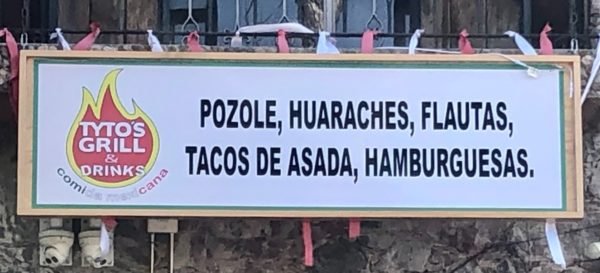 TYTO'S
GRILL
&
DRINKS
comida mexicana
POZOLE, HUARACHES, FLAUTAS,
TACOS DE ASADA, HAMBURGUESAS.